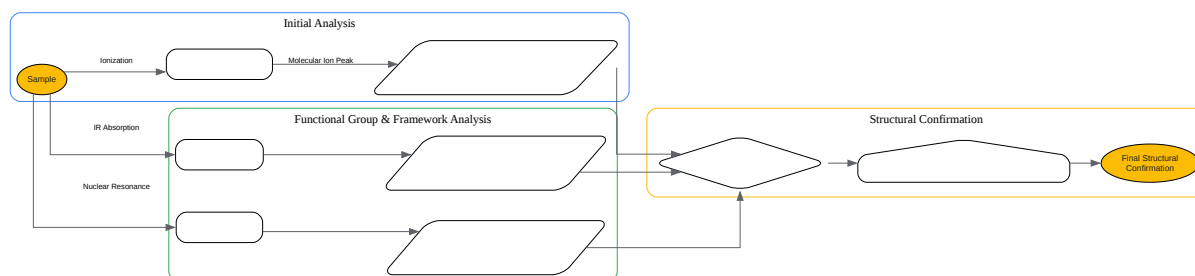 Initial Analysis
Ionization
Molecular Ion Peak
Sample
IR Absorption
Functional Group & Framework Analysis
Structural Confirmation
Nuclear Resonance
Final Structural
Confirmation